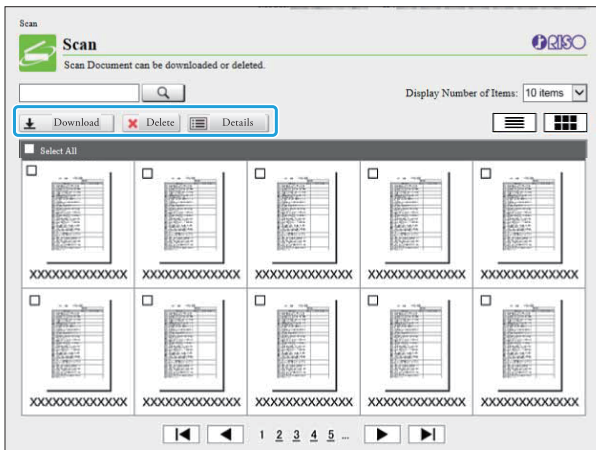 Scan
Scan
RISO
Scan Document can be downloaded or deleted.
Display Number of Items: 10 items
Download Delete Details
Select All
XXXXXXXXXXXXX XXXXXXXXXXXXX XXXXXXXXXXXXX XXXXXXXXXXXXX XXXXXXXXXXXXX
XXXXXXXXXXXXX XXXXXXXXXXXXX XXXXXXXXXXXXX XXXXXXXXXXXXX XXXXXXXXXXXXX
1 2 3 4 5 ...